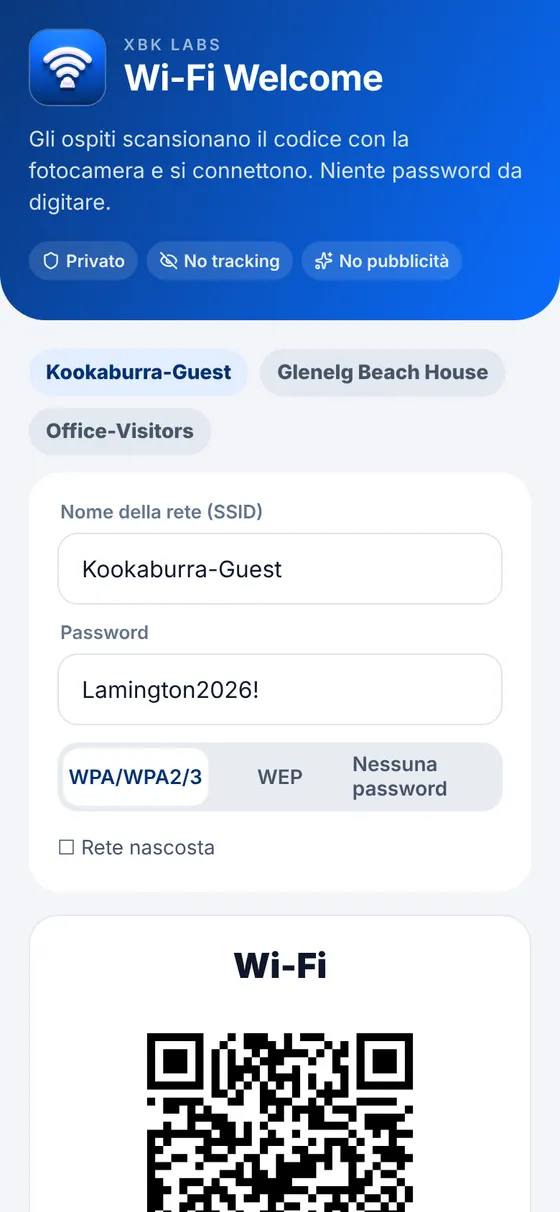 XBK LABS
Wi-Fi Welcome
Gli ospiti scansionano il codice con la
fotocamera e si connettono. Niente password da
digitare.
Privato
No tracking
No pubblicità
Kookaburra-Guest
Glenelg Beach House
Office-Visitors
Nome della rete (SSID)
Kookaburra-Guest
Password
Lamington2026!
WPA/WPA2/3
WEP
Nessuna
password
Rete nascosta
Wi-Fi